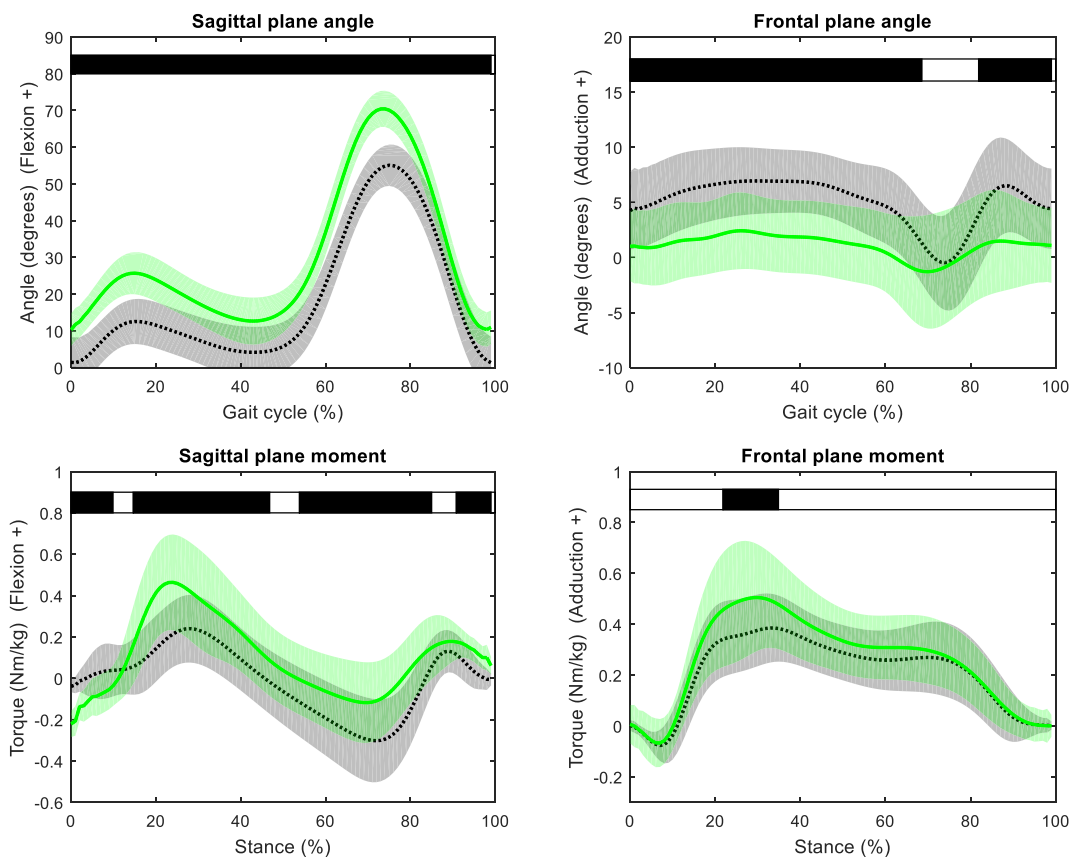 Sagittal plane angle
Angle (degrees) (Flexion +)
90
80
70
60
50
40
30
20
10
0
0 20 40 60 80 100
Gait cycle (%)
Frontal plane angle
Angle (degrees) (Adduction +)
20
15
10
5
0
-5
-10
0 20 40 60 80 100
Gait cycle (%)
Sagittal plane moment
Torque (Nm/kg) (Flexion +)
1
0.8
0.6
0.4
0.2
0
-0.2
-0.4
-0.6
0 20 40 60 80 100
Stance (%)
Frontal plane moment
Torque (Nm/kg) (Adduction +)
1
0.8
0.6
0.4
0.2
0
-0.2
0 20 40 60 80 100
Stance (%)